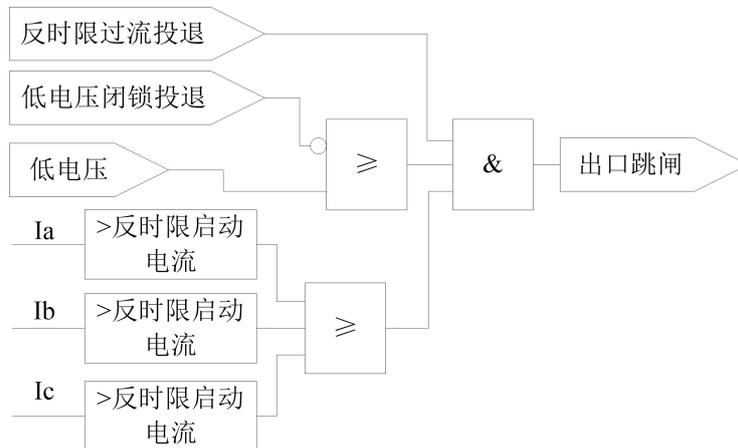 反时限过流投退
低电压闭锁投退
低电压
≥
&
出口跳闸
Ia
>反时限启动
电流
Ib
>反时限启动
电流
≥
Ic
>反时限启动
电流